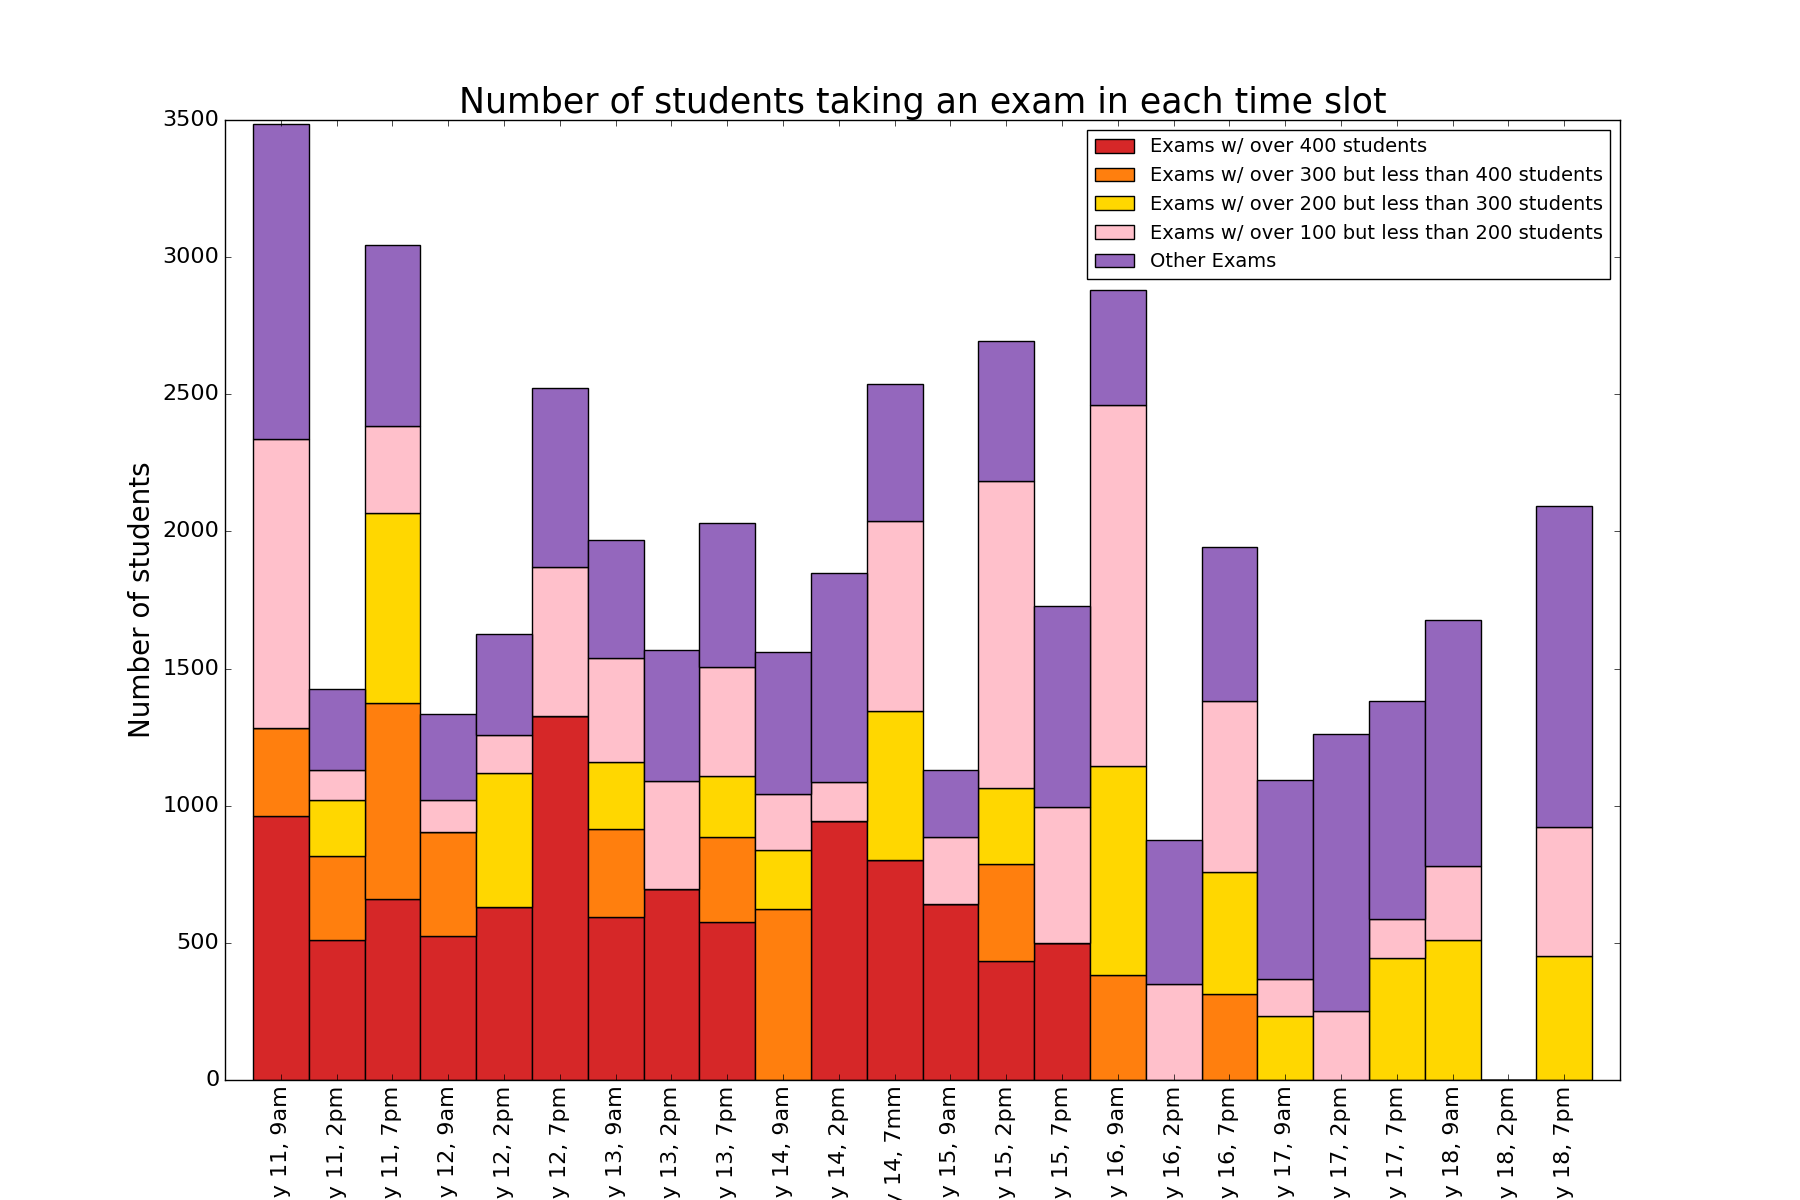 Number of students taking an exam in each time slot
Exams w/ over 400 students
Exams w/ over 300 but less than 400 students
Exams w/ over 200 but less than 300 students
Exams w/ over 100 but less than 200 students
Other Exams
Number of students
3500
3000
2500
2000
1500
1000
500
0
y 11, 9am
y 11, 2pm
y 11, 7pm
y 12, 9am
y 12, 2pm
y 12, 7pm
y 13, 9am
y 13, 2pm
y 13, 7pm
y 14, 9am
y 14, 2pm
y 14, 7mm
y 15, 9am
y 15, 2pm
y 15, 7pm
y 16, 9am
y 16, 2pm
y 16, 7pm
y 17, 9am
y 17, 2pm
y 17, 7pm
y 18, 9am
y 18, 2pm
y 18, 7pm